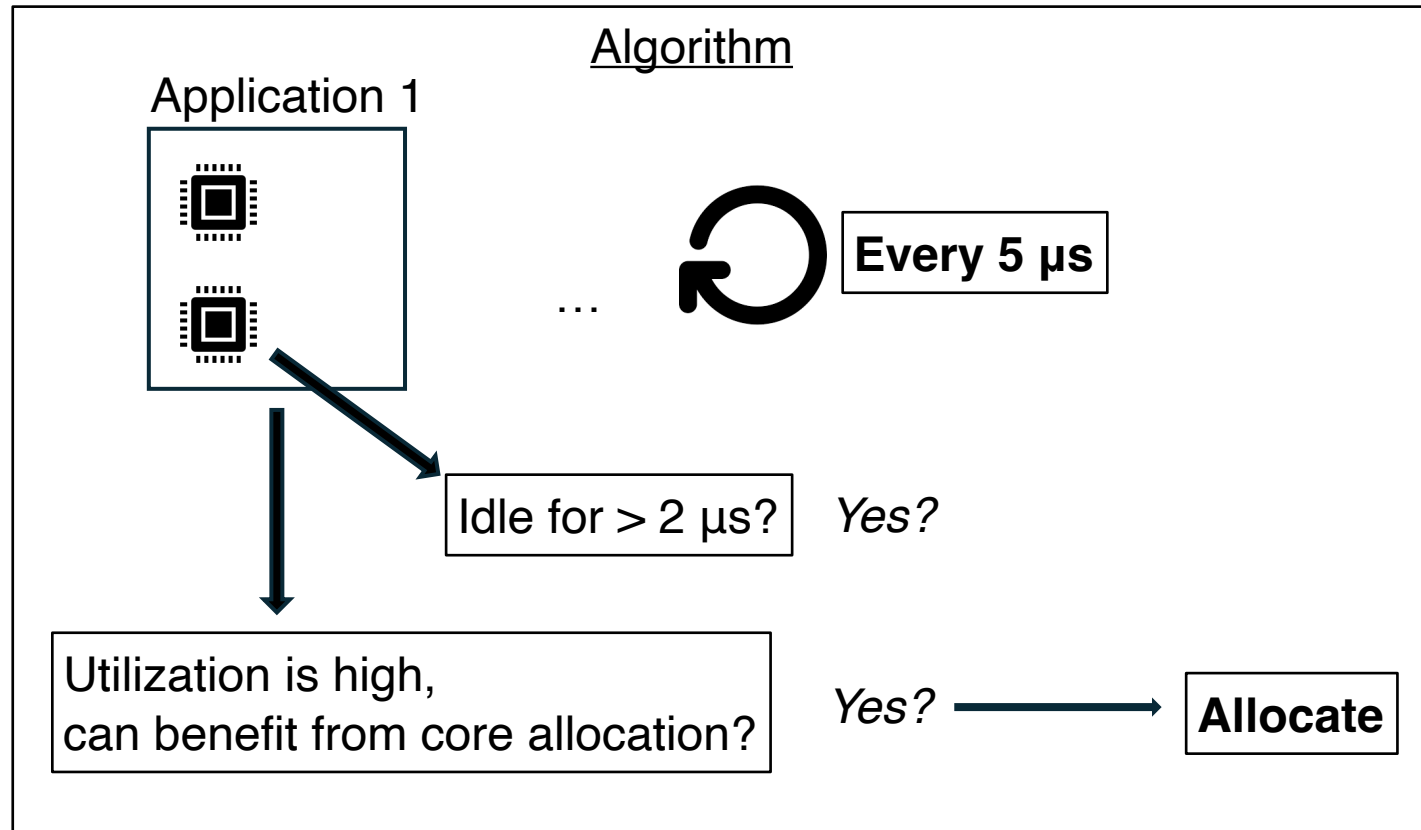 Algorithm
Application 1
Every 5 µs
…
Idle for > 2 µs?
Yes?
Utilization is high,
can benefit from core allocation?
Yes?
Allocate